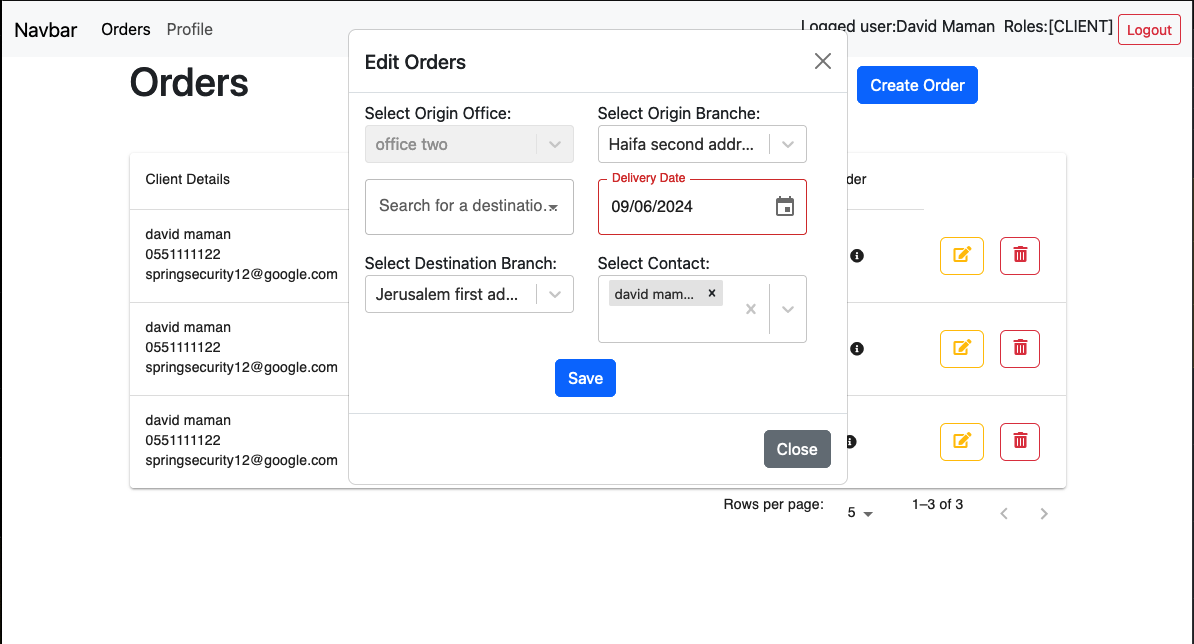 Navbar Orders Profile
Logged user:David Maman Roles:[CLIENT] Logout
Orders
Create Order
Edit Orders
Select Origin Office:
office two
Select Origin Branche:
Haifa second addr...
Search for a destinatio...
Delivery Date
09/06/2024
Select Destination Branch:
Jerusalem first ad...
Select Contact:
david mam...
Save
Close
Client Details
der
david maman
0551111122
springsecurity12@google.com
david maman
0551111122
springsecurity12@google.com
david maman
0551111122
springsecurity12@google.com
Rows per page: 5 1–3 of 3